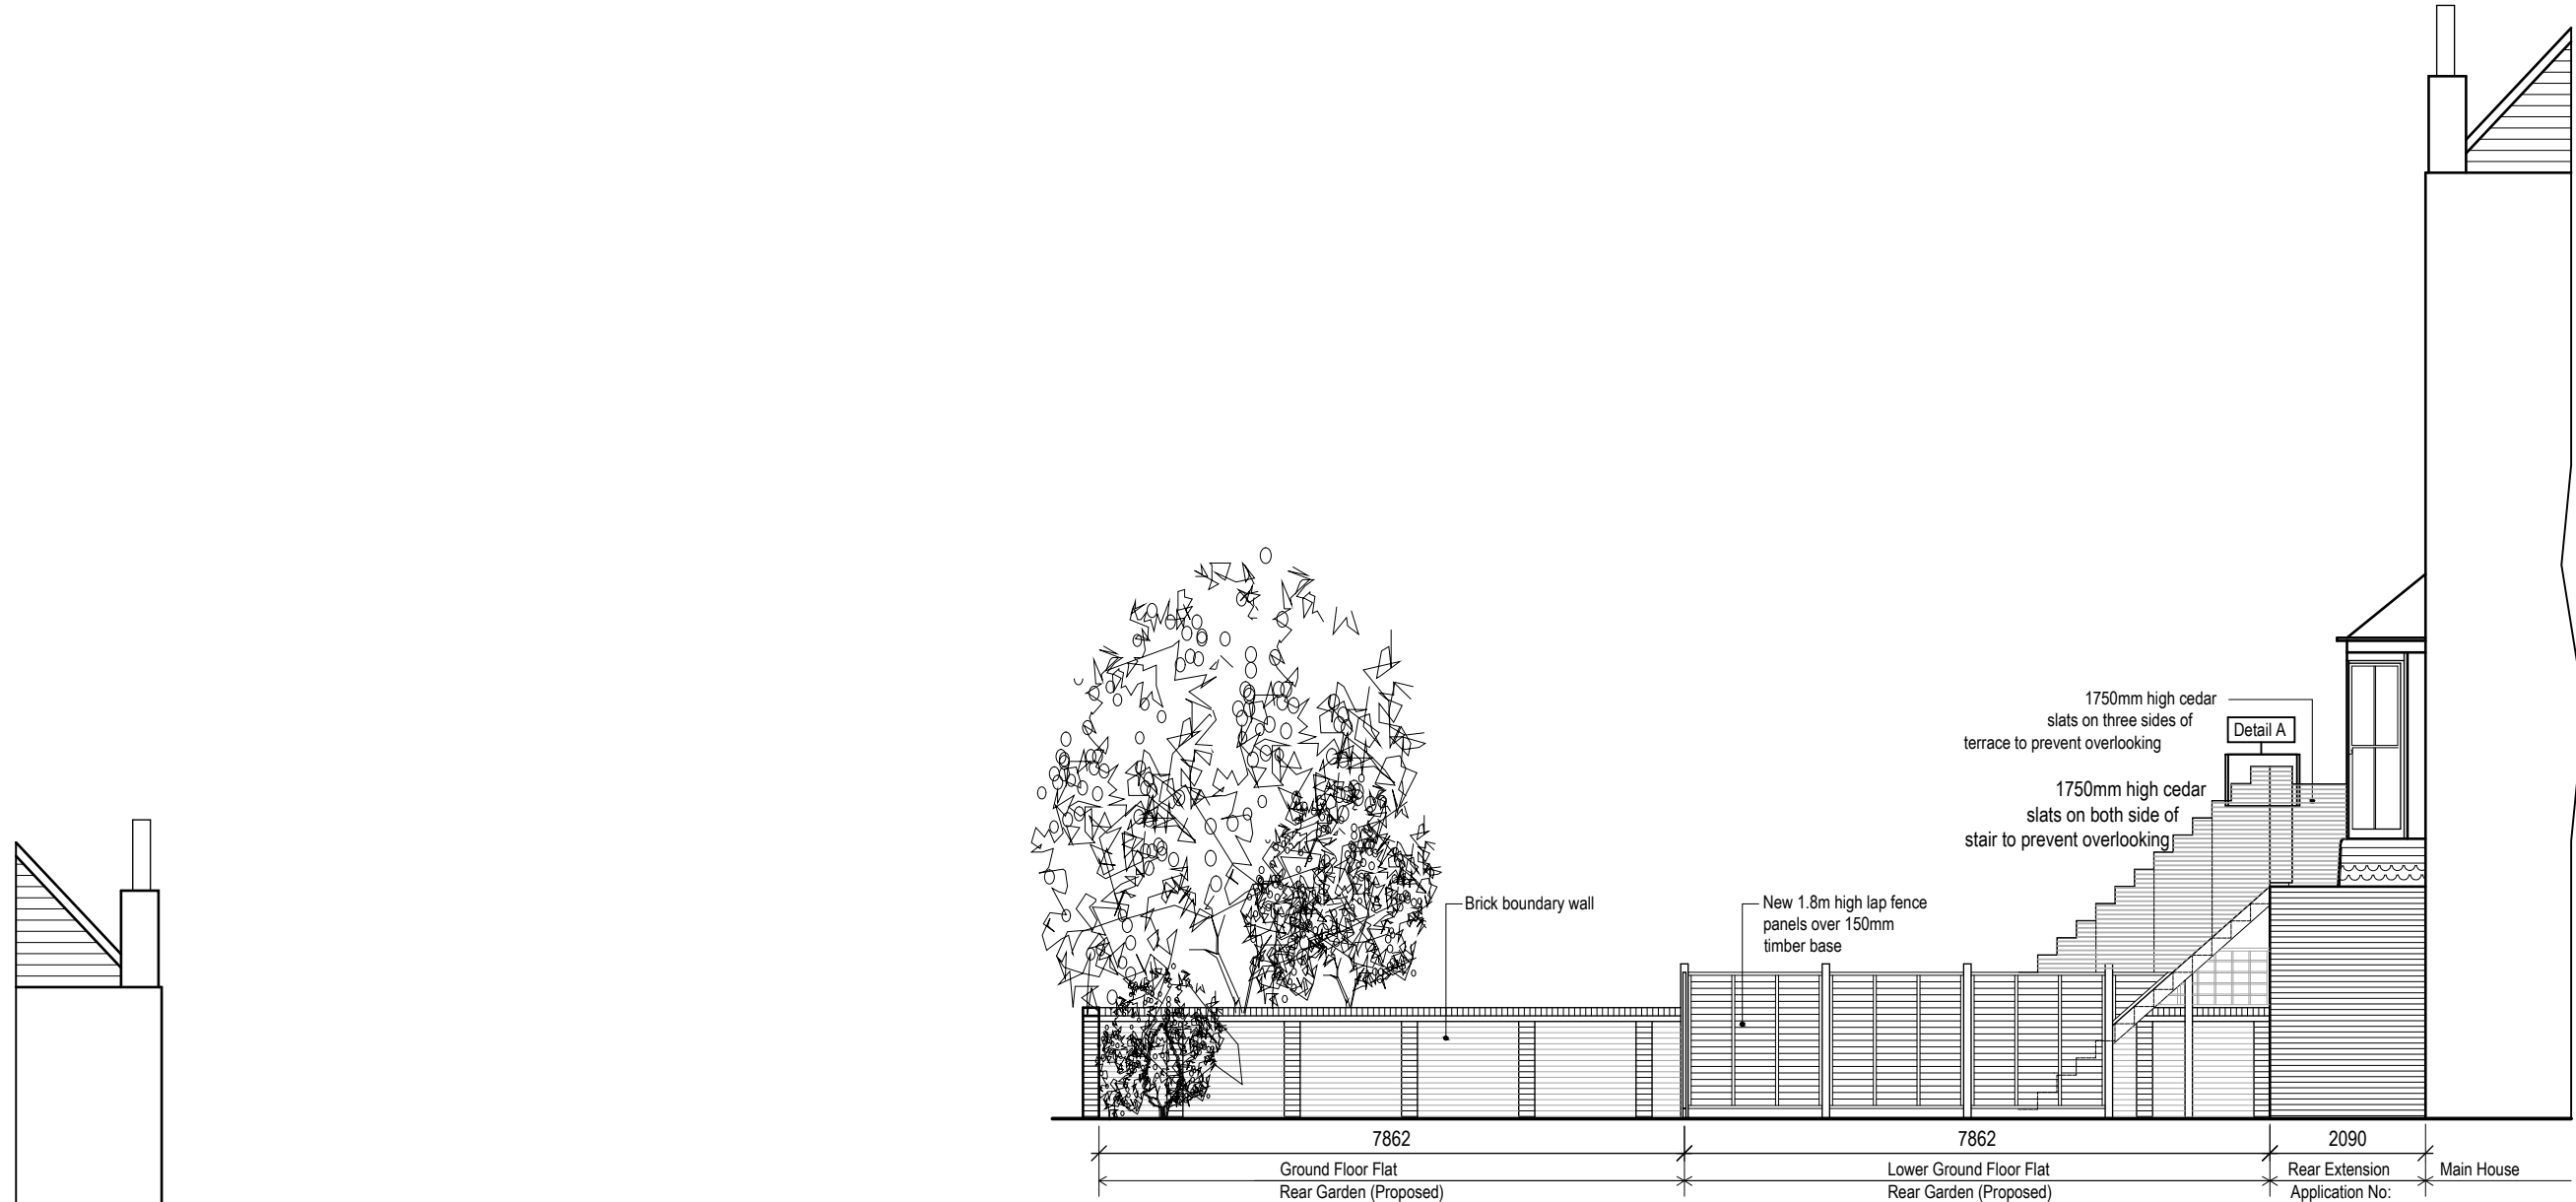 1750mm high cedar
slats on three sides of
terrace to prevent overlooking
Detail A
1750mm high cedar
slats on both side of
stair to prevent overlooking
Brick boundary wall
New 1.8m high lap fence
panels over 150mm
timber base
7862
7862
2090
Ground Floor Flat
Rear Garden (Proposed)
Lower Ground Floor Flat
Rear Garden (Proposed)
Rear Extension
Application No:
Main House